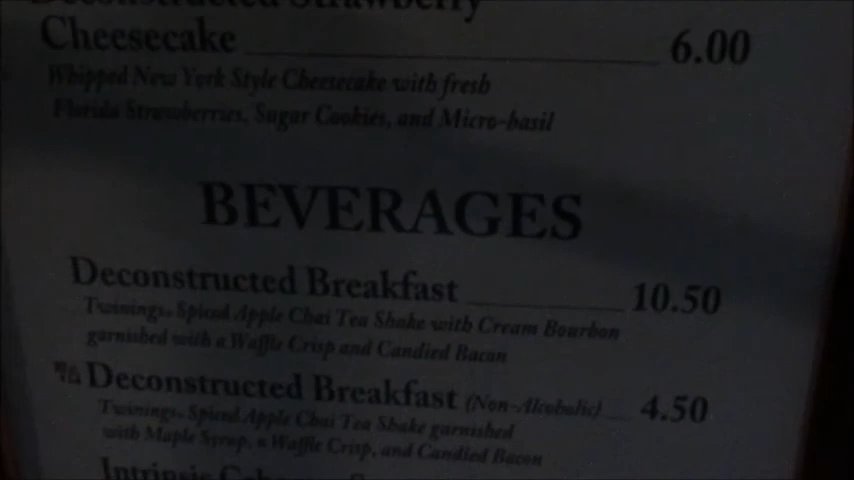 Deconstructed Strawberry
Cheesecake 6.00
Whipped New York Style Cheesecake with fresh
Florida Strawberries, Sugar Cookies, and Micro-basil
BEVERAGES
Deconstructed Breakfast 10.50
Twinings® Spiced Apple Chai Tea Shake with Cream Bourbon
garnished with a Waffle Crisp and Candied Bacon
Deconstructed Breakfast (Non-Alcoholic) 4.50
Twinings® Spiced Apple Chai Tea Shake garnished
with Maple Syrup, a Waffle Crisp, and Candied Bacon